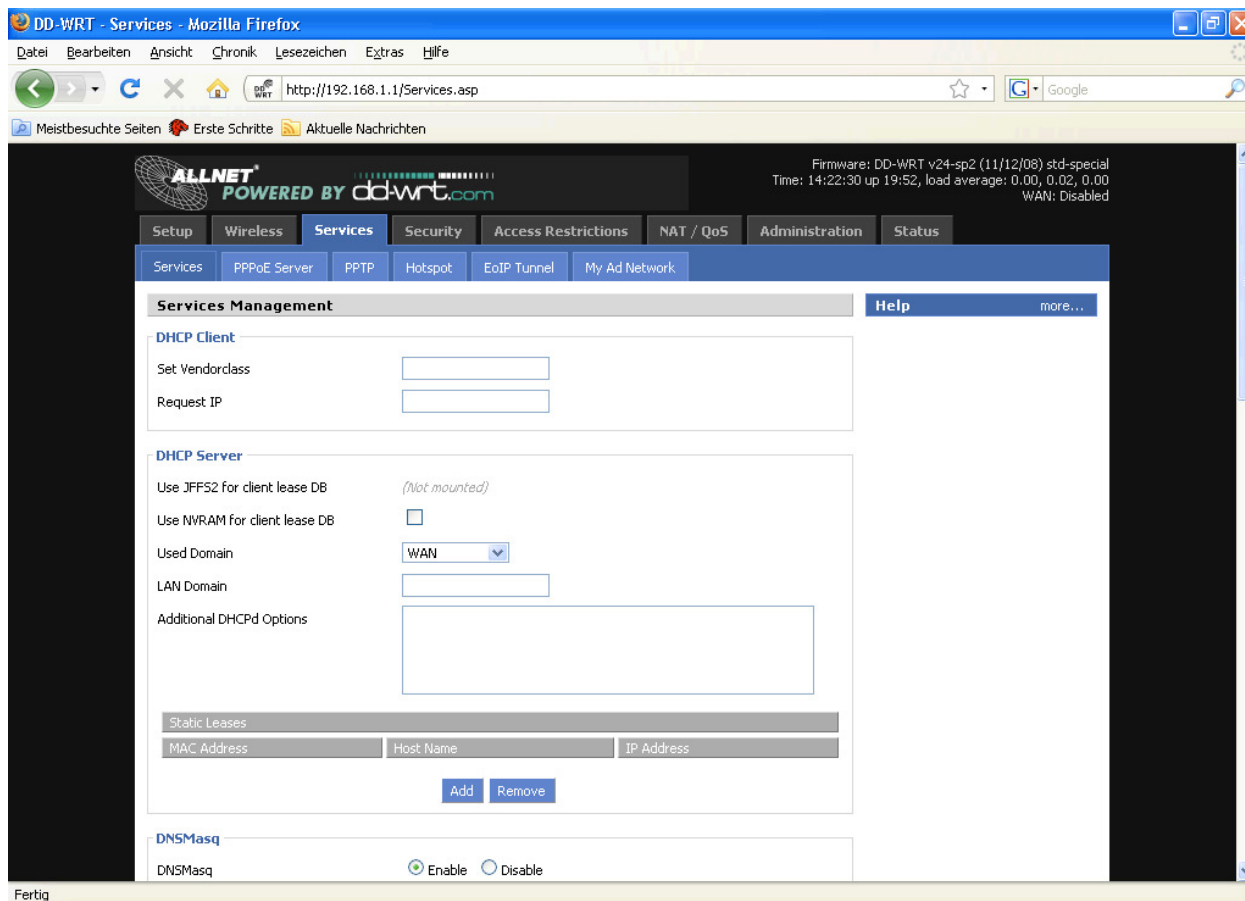 DD-WRT - Services - Mozilla Firefox
Datei Bearbeiten Ansicht Chronik Lesezeichen Extras Hilfe
DD WRT http://192.168.1.1/Services.asp G Google
Meistbesuchte Seiten Erste Schritte Aktuelle Nachrichten
ALLNET
POWERED BY dd-wrt.com
Firmware: DD-WRT v24-sp2 (11/12/08) std-special
Time: 14:22:30 up 19:52, load average: 0.00, 0.02, 0.00
WAN: Disabled
Setup Wireless Services Security Access Restrictions NAT / QoS Administration Status
Services PPPoE Server PPTP Hotspot EoIP Tunnel My Ad Network
Services Management
Help more...
DHCP Client
Set Vendorclass
Request IP
DHCP Server
Use JFFS2 for client lease DB (Not mounted)
Use NVRAM for client lease DB
Used Domain WAN
LAN Domain
Additional DHCPd Options
Static Leases
MAC Address Host Name IP Address
Add Remove
DNSMasq
DNSMasq Enable Disable
Fertig